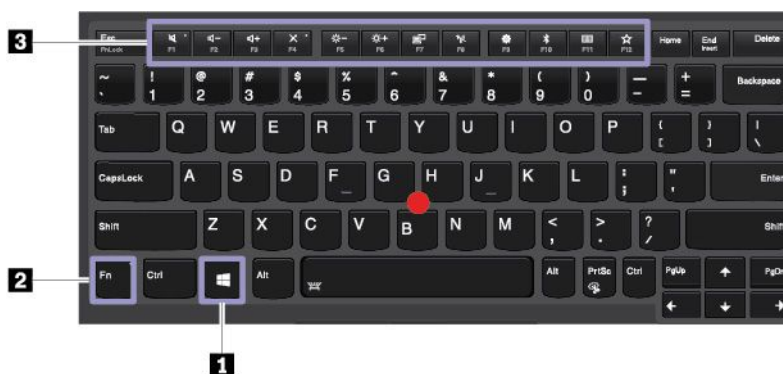 Esc Home End Delete
FnLock F1 F2 F3 F4 F5 F6 F7 F8 F9 F10 F11 F12 Insert
3
~ ! @ # $ % ^ & * ( ) — + Backspace
` 1 2 3 4 5 6 7 8 9 0 - =
Tab Q W E R T Y U I O P { } |
[ ] \
CapsLock A S D F G H J K L : " Enter
; '
Shift Z X C V B N M < > ? Shift
, . /
2
Fn Ctrl Alt Alt PrtSc Ctrl PgUp PgDn
1